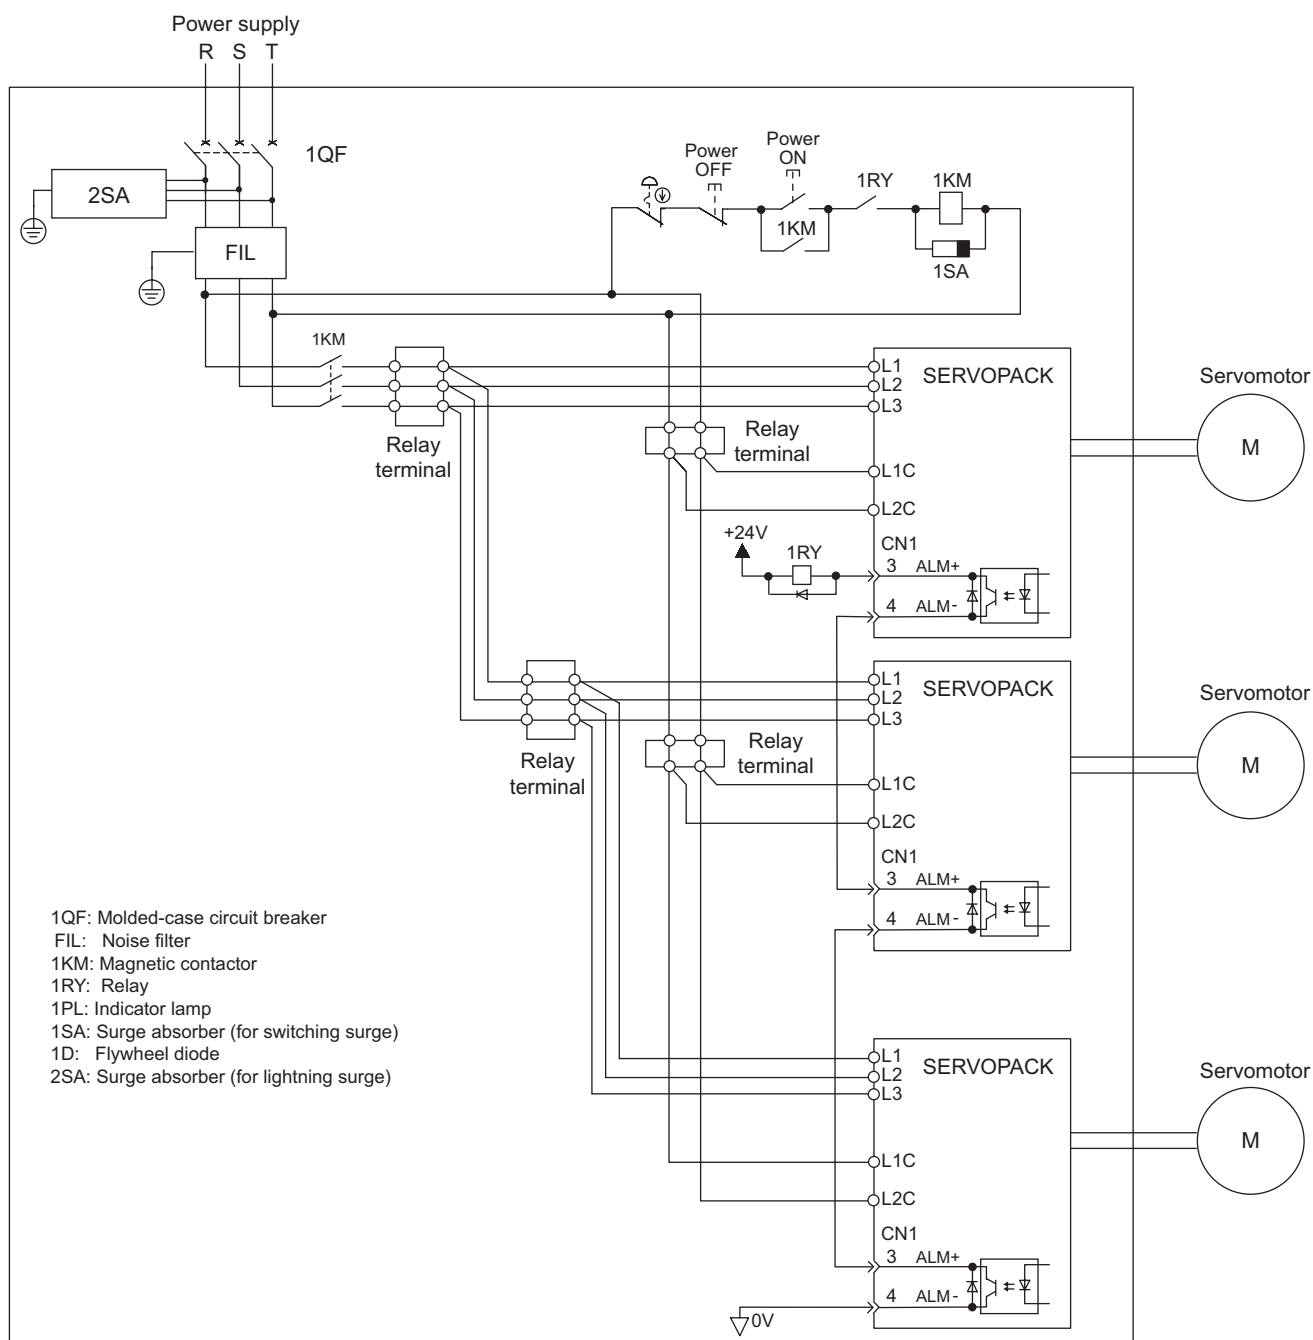 Power supply
R S T
1QF
2SA
FIL
Power
OFF
Power
ON
1RY
1KM
1KM
1SA
1KM
Relay
terminal
L1
L2
L3
SERVOPACK
Servomotor
M
Relay
terminal
L1C
L2C
+24V
1RY
CN1
3 ALM+
4 ALM-
L1
L2
L3
SERVOPACK
Servomotor
M
Relay
terminal
Relay
terminal
L1C
L2C
CN1
3 ALM+
4 ALM-
1QF: Molded-case circuit breaker
FIL: Noise filter
1KM: Magnetic contactor
1RY: Relay
1PL: Indicator lamp
1SA: Surge absorber (for switching surge)
1D: Flywheel diode
2SA: Surge absorber (for lightning surge)
L1
L2
L3
SERVOPACK
Servomotor
M
L1C
L2C
CN1
3 ALM+
4 ALM-
0V